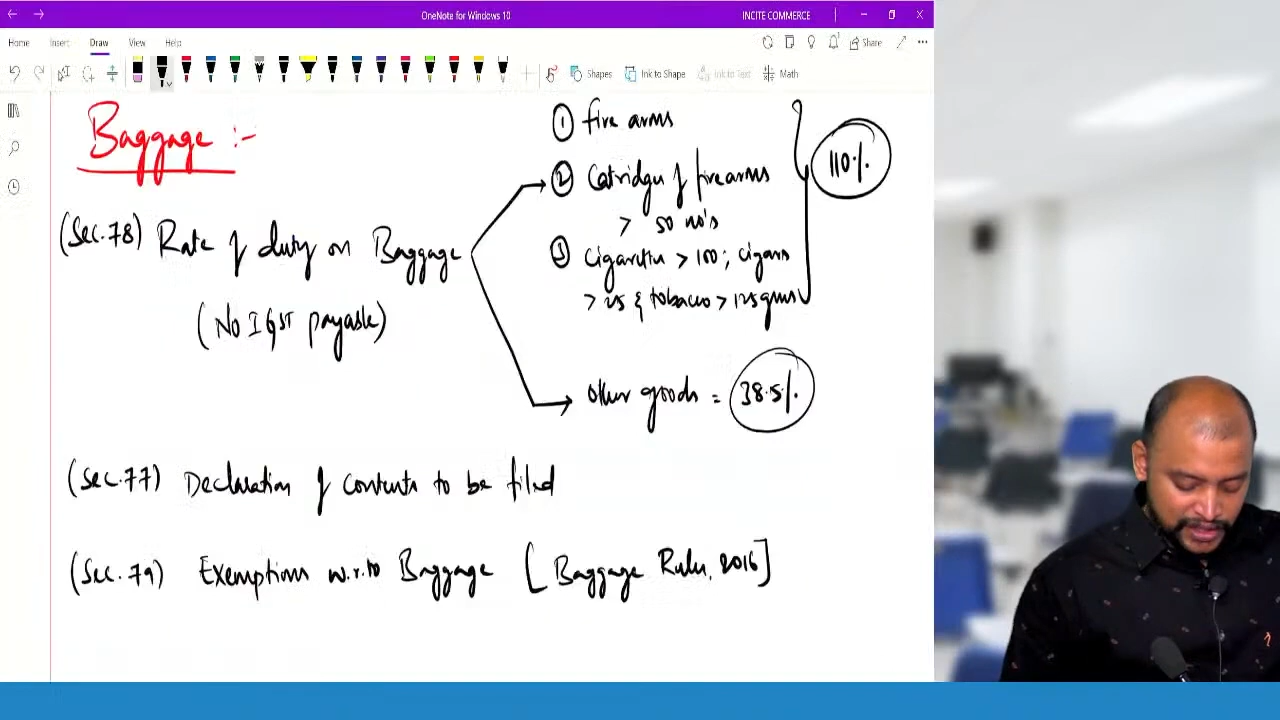 OneNote for Windows 10
INCITE COMMERCE
Home Insert Draw View Help
Share
Shapes
Ink to Shape
Ink to Text
Math
Baggage :-
(Sec.78) Rate of duty on Baggage
(No IGST payable)
① fire arms
② Catridges of firearms
> 50 no's
③ Cigarettes > 100; cigars
> 25 & tobacco > 125 gms
110%
Other goods = 38.5%
(Sec.77) Declaration of contents to be filed
(Sec.79) Exemptions w.r.to Baggage [Baggage Rules, 2016]